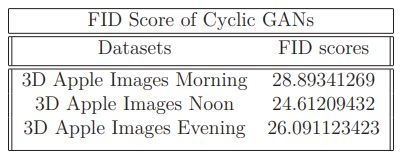 FID Score of Cyclic GANs
Datasets FID scores
3D Apple Images Morning 28.89341269
3D Apple Images Noon 24.61209432
3D Apple Images Evening 26.091123423